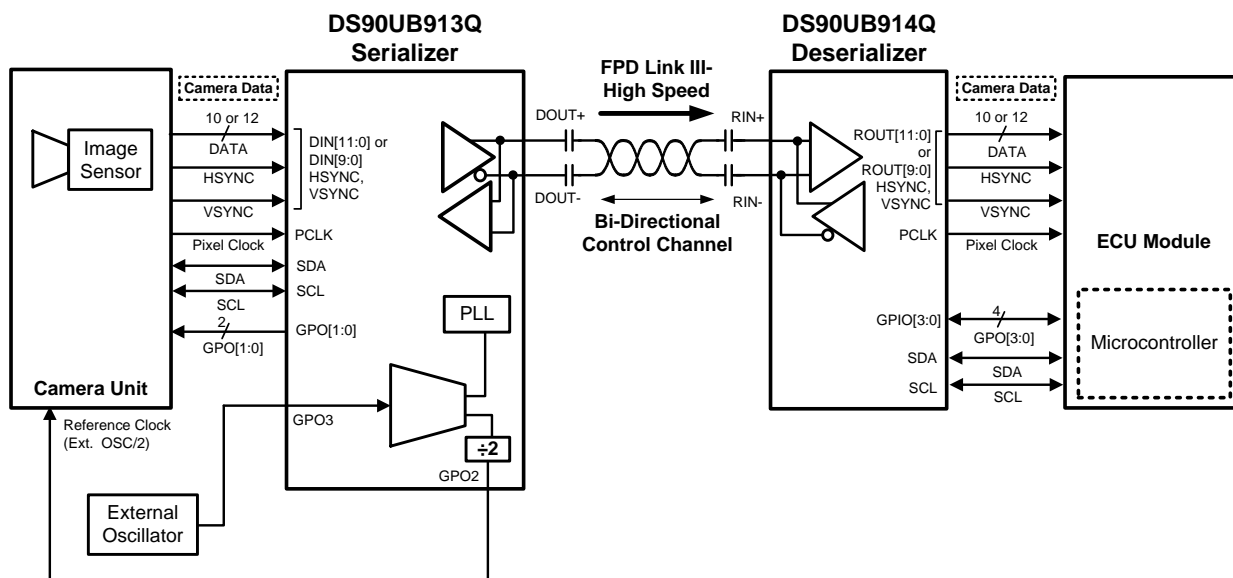 DS90UB913Q
Serializer
DS90UB914Q
Deserializer
Camera Data
10 or 12
DATA
HSYNC
VSYNC
Pixel Clock
SDA
SCL
2
GPO[1:0]
Image
Sensor
Camera Unit
Reference Clock
(Ext. OSC/2)
External
Oscillator
DIN[11:0] or
DIN[9:0]
HSYNC,
VSYNC
PCLK
SDA
SCL
GPO[1:0]
GPO3
PLL
÷2
GPO2
FPD Link III-
High Speed
DOUT+
DOUT-
RIN+
RIN-
Bi-Directional
Control Channel
ROUT[11:0]
or
ROUT[9:0]
HSYNC,
VSYNC
PCLK
GPIO[3:0]
SDA
SCL
Camera Data
10 or 12
DATA
HSYNC
VSYNC
Pixel Clock
4
GPO[3:0]
SDA
SCL
ECU Module
Microcontroller